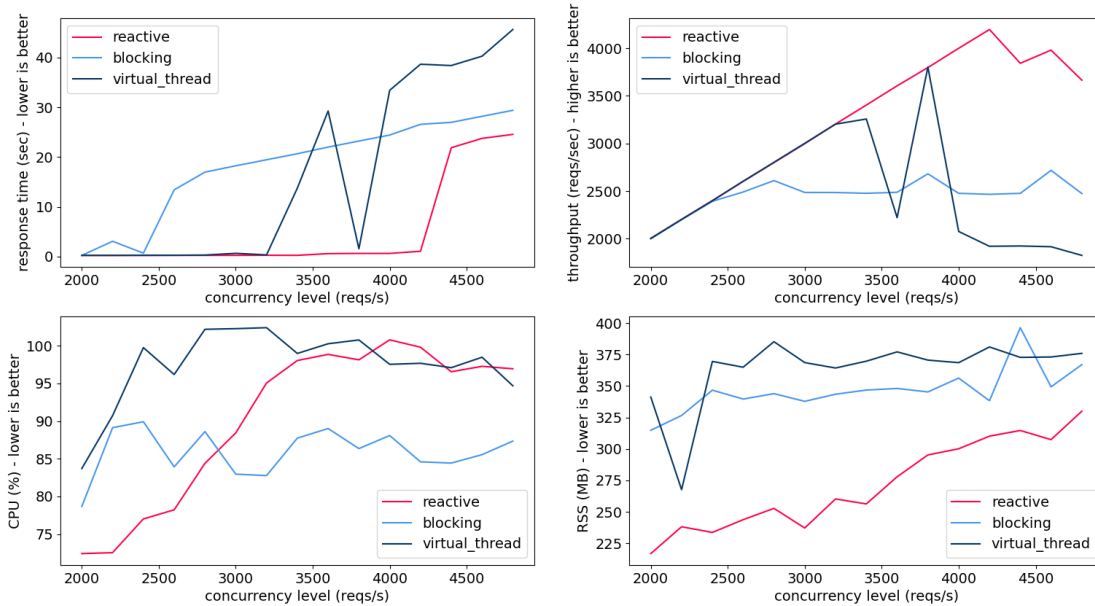 response time (sec) - lower is better
40
30
20
10
0
reactive
blocking
virtual_thread
2000 2500 3000 3500 4000 4500
concurrency level (reqs/s)
throughput (reqs/sec) - higher is better
4000
3500
3000
2500
2000
reactive
blocking
virtual_thread
2000 2500 3000 3500 4000 4500
concurrency level (reqs/s)
CPU (%) - lower is better
100
95
90
85
80
75
reactive
blocking
virtual_thread
2000 2500 3000 3500 4000 4500
concurrency level (reqs/s)
RSS (MB) - lower is better
400
375
350
325
300
275
250
225
reactive
blocking
virtual_thread
2000 2500 3000 3500 4000 4500
concurrency level (reqs/s)